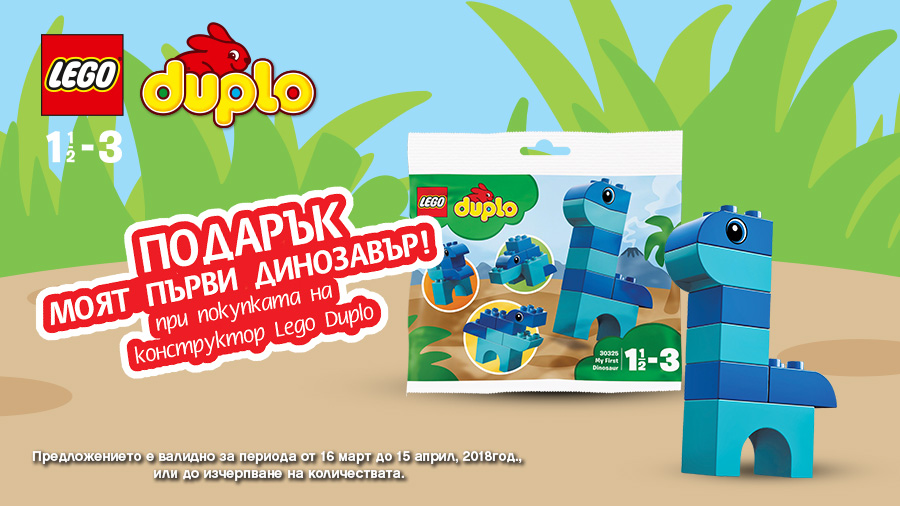 LEGO
duplo
1½-3
ПОДАРЪК
МОЯТ ПЪРВИ ДИНОЗАВЪР!
при покупката на
конструктор Lego Duplo
LEGO
duplo
30325
My First
Dinosaur
1½-3
Предложението е валидно за периода от 16 март до 15 април, 2018год.,
или до изчерпване на количествата.